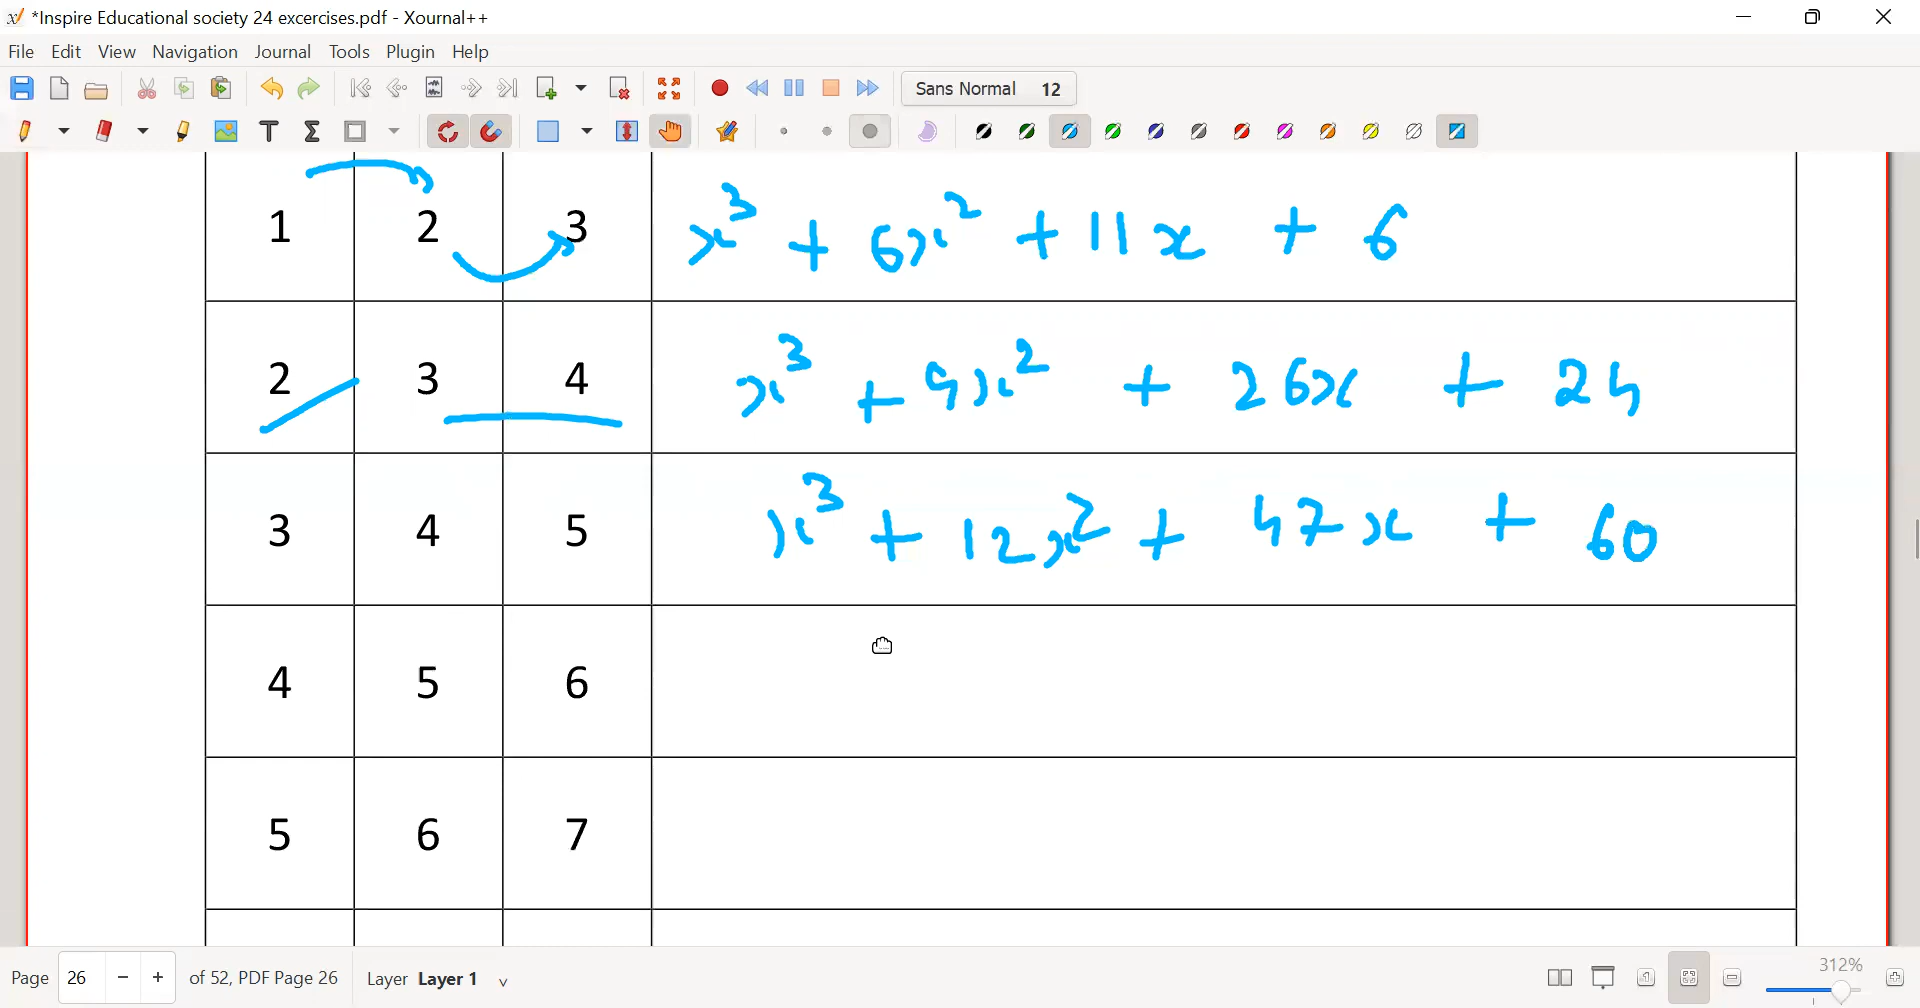 *Inspire Educational society 24 excercises.pdf - Xournal++
File Edit View Navigation Journal Tools Plugin Help
Sans Normal 12
1 2 3 x³ + 6x² + 11x + 6
2 3 4 x³ + 9x² + 26x + 24
3 4 5 x³ + 12x² + 47x + 60
4 5 6
5 6 7
Page 26 − + of 52, PDF Page 26 Layer Layer 1 312%